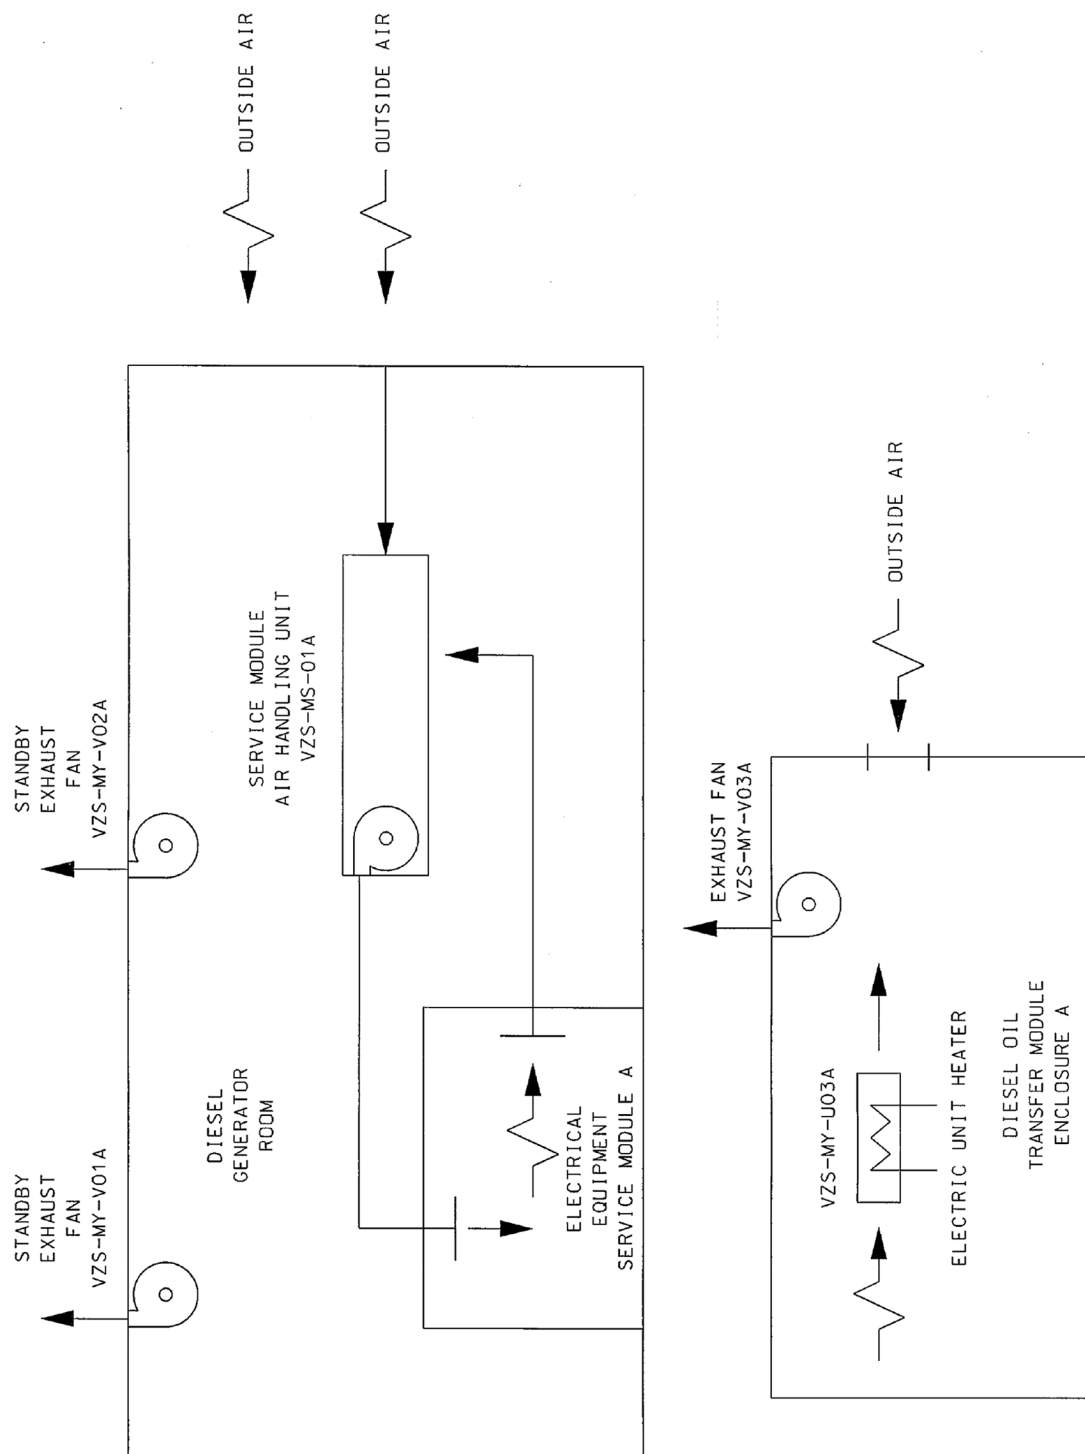 STANDBY
EXHAUST
FAN
VZS-MY-V01A
STANDBY
EXHAUST
FAN
VZS-MY-V02A
OUTSIDE AIR
OUTSIDE AIR
DIESEL
GENERATOR
ROOM
SERVICE MODULE
AIR HANDLING UNIT
VZS-MS-01A
ELECTRICAL
EQUIPMENT
SERVICE MODULE A
EXHAUST FAN
VZS-MY-V03A
OUTSIDE AIR
VZS-MY-U03A
ELECTRIC UNIT HEATER
DIESEL OIL
TRANSFER MODULE
ENCLOSURE A